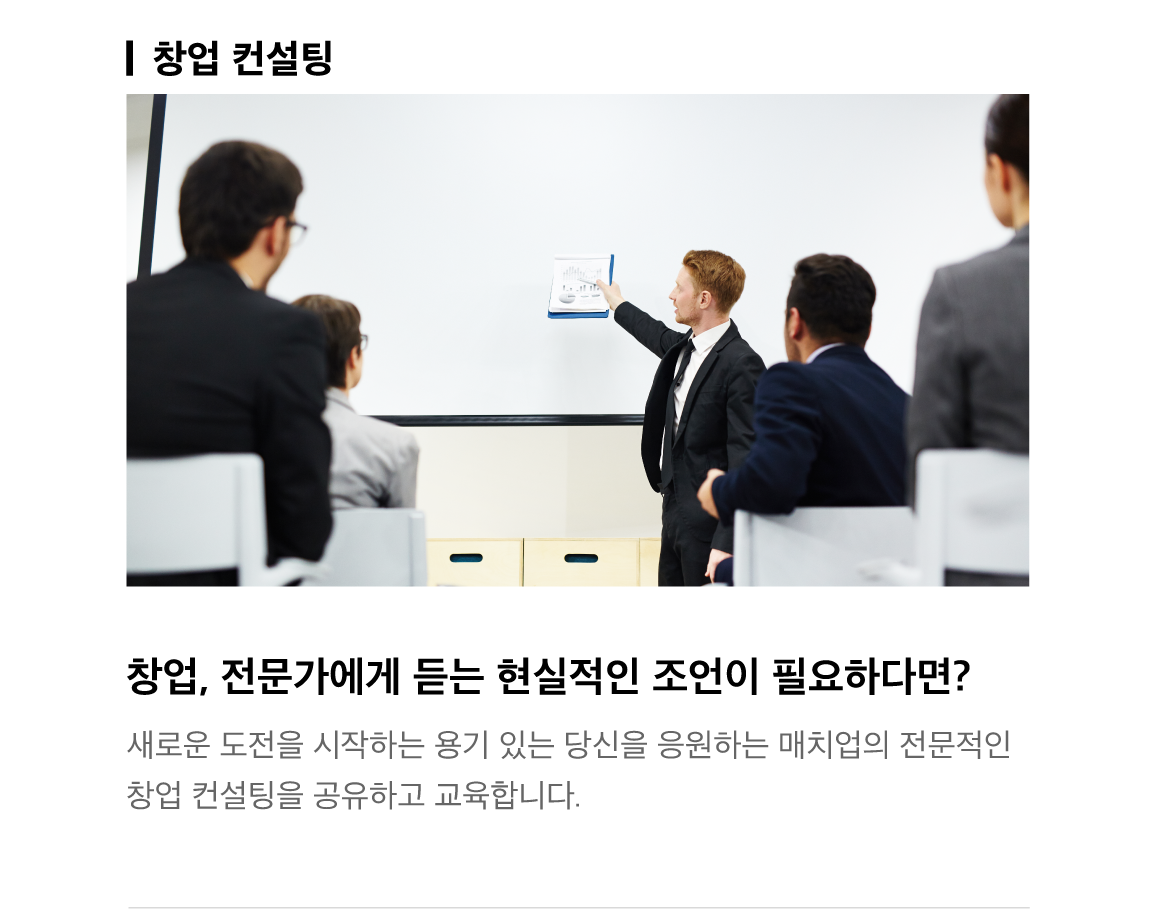 창업 컨설팅
창업, 전문가에게 듣는 현실적인 조언이 필요하다면?
새로운 도전을 시작하는 용기 있는 당신을 응원하는 매치업의 전문적인
창업 컨설팅을 공유하고 교육합니다.